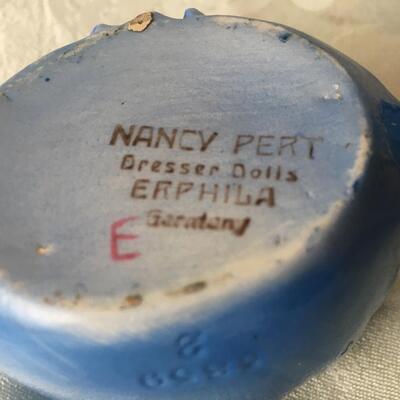 NANCY PERT
Dresser Dolls
ERPHILA
Germany
E